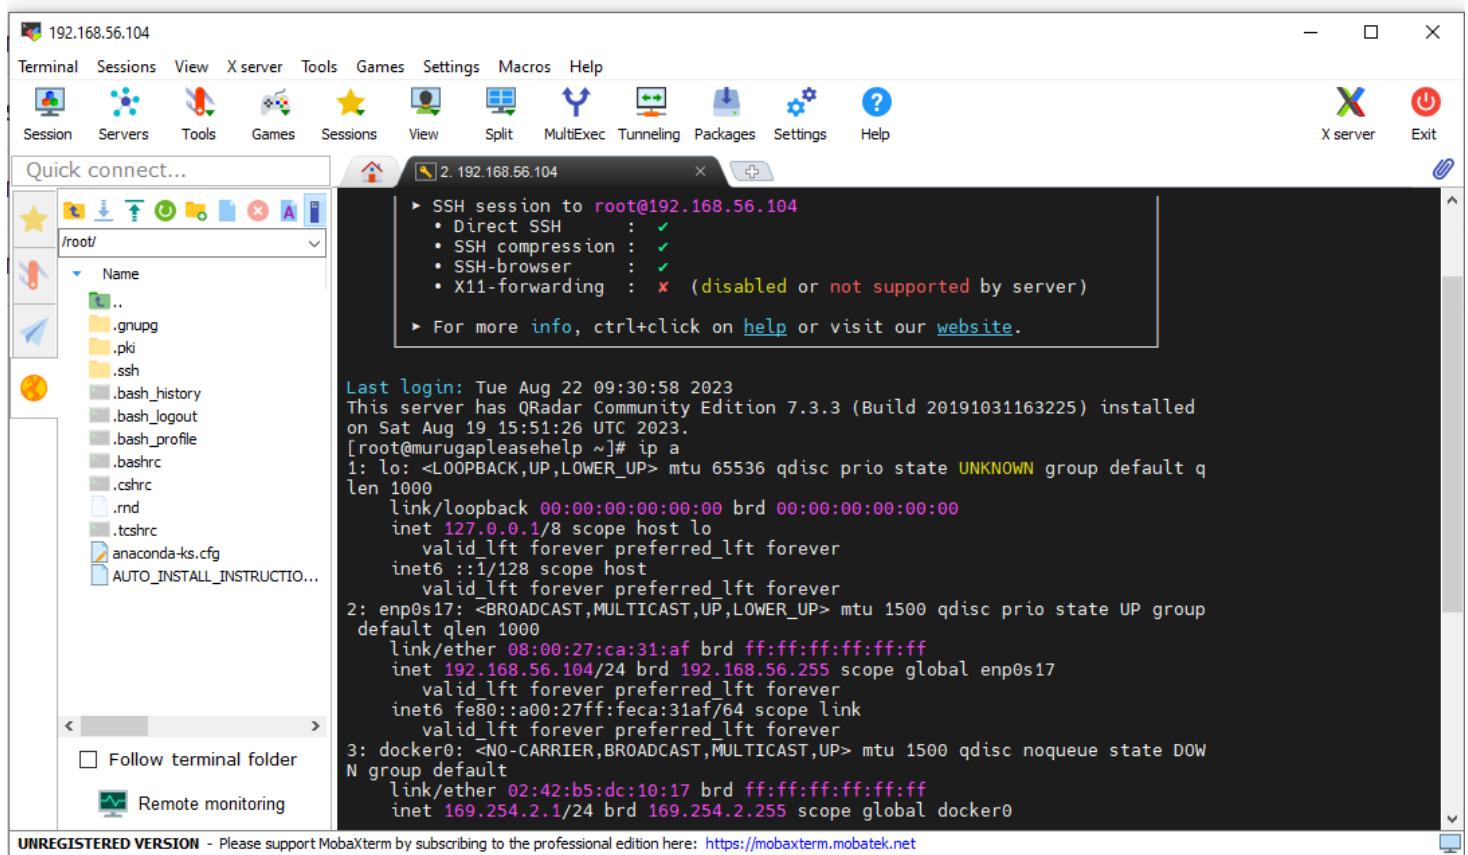 192.168.56.104
Terminal Sessions View X server Tools Games Settings Macros Help
Session Servers Tools Games Sessions View Split MultiExec Tunneling Packages Settings Help X server Exit
Quick connect...
2. 192.168.56.104
/root/
Name
..
.gnupg
.pki
.ssh
.bash_history
.bash_logout
.bash_profile
.bashrc
.cshrc
.rnd
.tcshrc
anaconda-ks.cfg
AUTO_INSTALL_INSTRUCTIO...
Follow terminal folder
Remote monitoring
► SSH session to root@192.168.56.104
• Direct SSH : ✔
• SSH compression : ✔
• SSH-browser : ✔
• X11-forwarding : ✘ (disabled or not supported by server)
► For more info, ctrl+click on help or visit our website.
Last login: Tue Aug 22 09:30:58 2023
This server has QRadar Community Edition 7.3.3 (Build 20191031163225) installed
on Sat Aug 19 15:51:26 UTC 2023.
[root@murugapleasehelp ~]# ip a
1: lo: <LOOPBACK,UP,LOWER_UP> mtu 65536 qdisc prio state UNKNOWN group default q
len 1000
link/loopback 00:00:00:00:00:00 brd 00:00:00:00:00:00
inet 127.0.0.1/8 scope host lo
valid_lft forever preferred_lft forever
inet6 ::1/128 scope host
valid_lft forever preferred_lft forever
2: enp0s17: <BROADCAST,MULTICAST,UP,LOWER_UP> mtu 1500 qdisc prio state UP group
default qlen 1000
link/ether 08:00:27:ca:31:af brd ff:ff:ff:ff:ff:ff
inet 192.168.56.104/24 brd 192.168.56.255 scope global enp0s17
valid_lft forever preferred_lft forever
inet6 fe80::a00:27ff:feca:31af/64 scope link
valid_lft forever preferred_lft forever
3: docker0: <NO-CARRIER,BROADCAST,MULTICAST,UP> mtu 1500 qdisc noqueue state DOW
N group default
link/ether 02:42:b5:dc:10:17 brd ff:ff:ff:ff:ff:ff
inet 169.254.2.1/24 brd 169.254.2.255 scope global docker0
UNREGISTERED VERSION - Please support MobaXterm by subscribing to the professional edition here: https://mobaxterm.mobatek.net